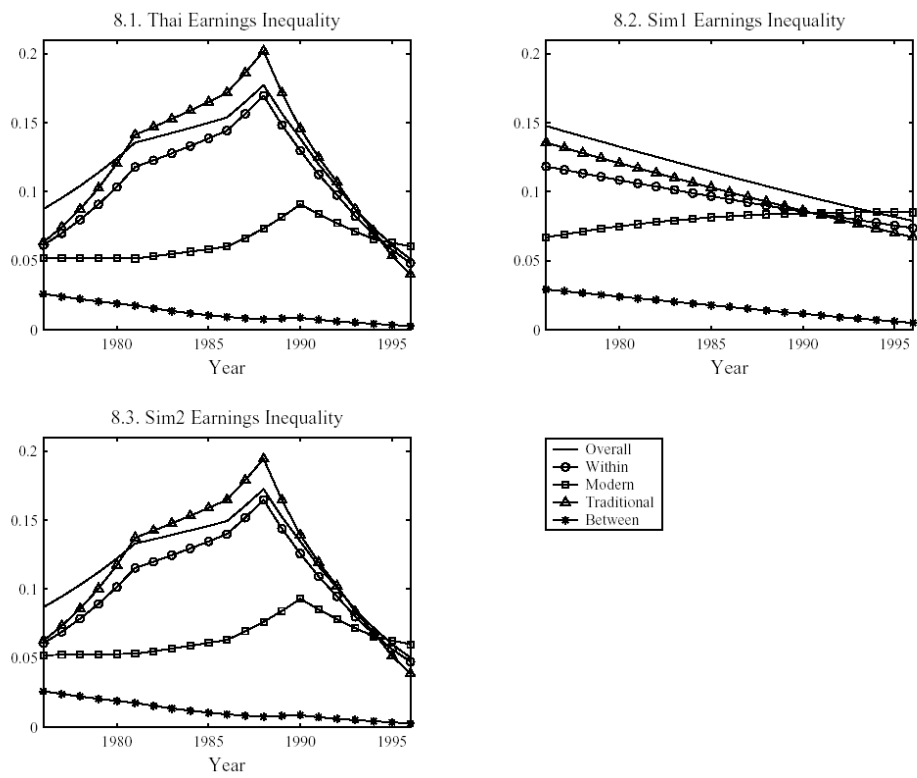 8.1. Thai Earnings Inequality
0.2
0.15
0.1
0.05
0
1980 1985 1990 1995
Year
8.2. Sim1 Earnings Inequality
0.2
0.15
0.1
0.05
0
1980 1985 1990 1995
Year
8.3. Sim2 Earnings Inequality
0.2
0.15
0.1
0.05
0
1980 1985 1990 1995
Year
Overall
Within
Modern
Traditional
Between